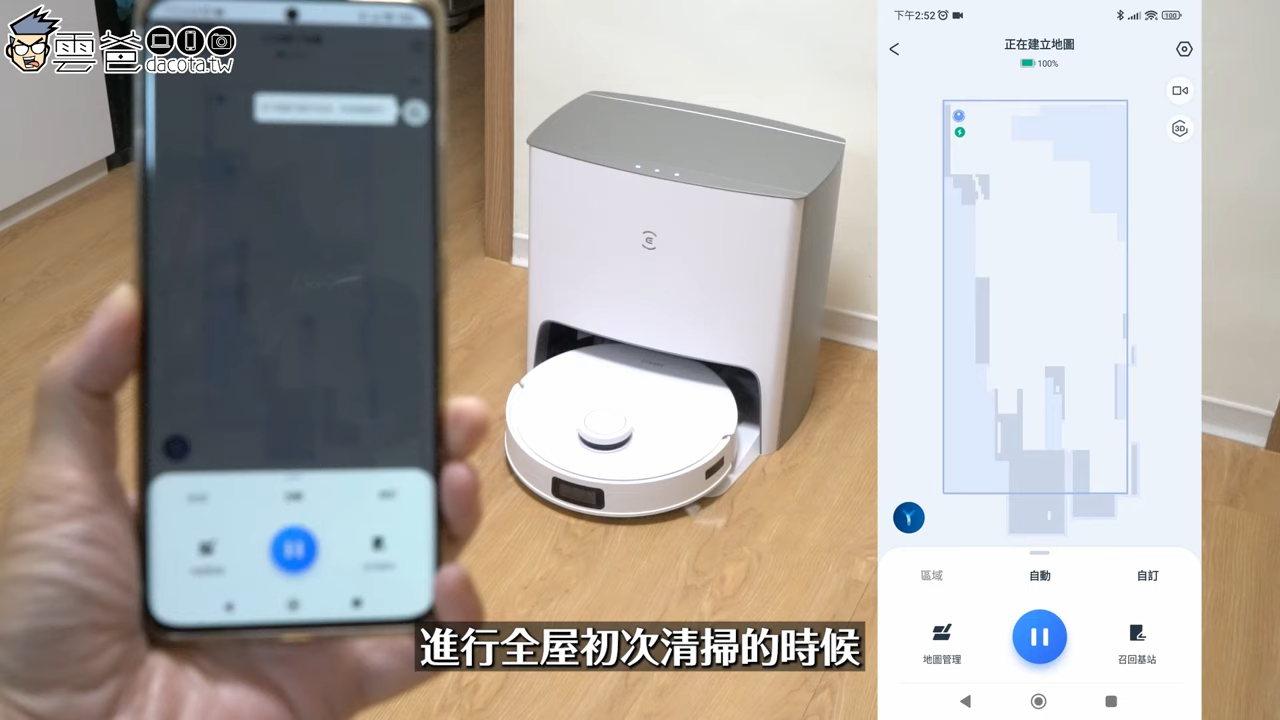 雲爸
dacota.tw
下午2:52
100
正在建立地圖
100%
3D
區域
自動
自訂
地圖管理
召回基站
進行全屋初次清掃的時候